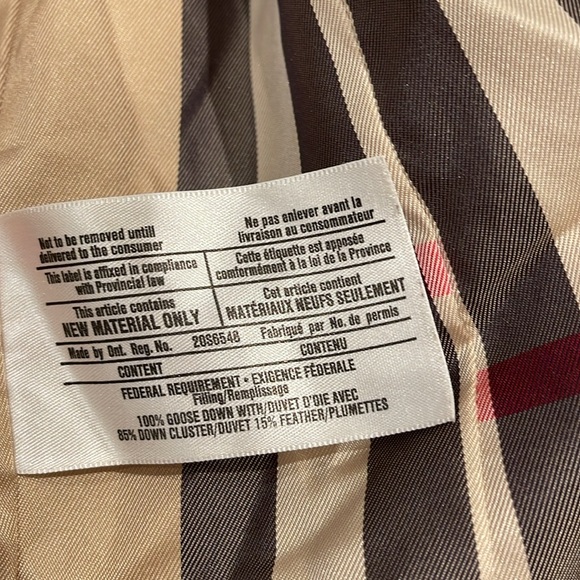 Not to be removed untill
delivered to the consumer
Ne pas enlever avant la
livraison au consommateur
This label is affixed in compliance
with Provincial law
Cette étiquette est apposée
comformément à la loi de la Province
This article contains
NEW MATERIAL ONLY
Cet article contient
MATÉRIAUX NEUFS SEULEMENT
Made by Ont. Reg. No. 20S6548 Fabriqué par No. de permis
CONTENT CONTENU
FEDERAL REQUIREMENT • EXIGENCE FÉDERALE
Filling/Remplissage
100% GOOSE DOWN WITH/DUVET D'OIE AVEC
85% DOWN CLUSTER/DUVET 15% FEATHER/PLUMETTES